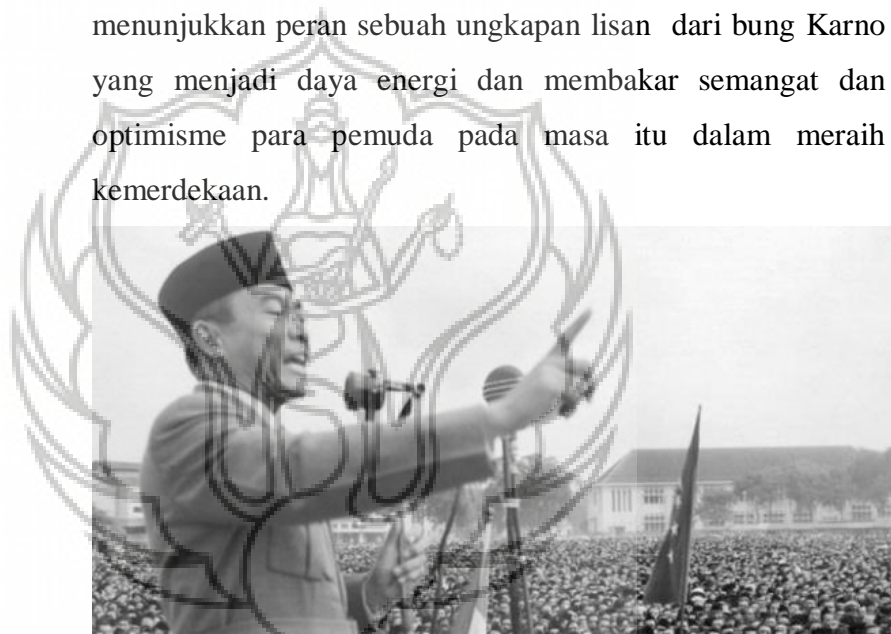 menunjukkan peran sebuah ungkapan lisan dari bung Karno
yang menjadi daya energi dan membakar semangat dan
optimisme para pemuda pada masa itu dalam meraih
kemerdekaan.